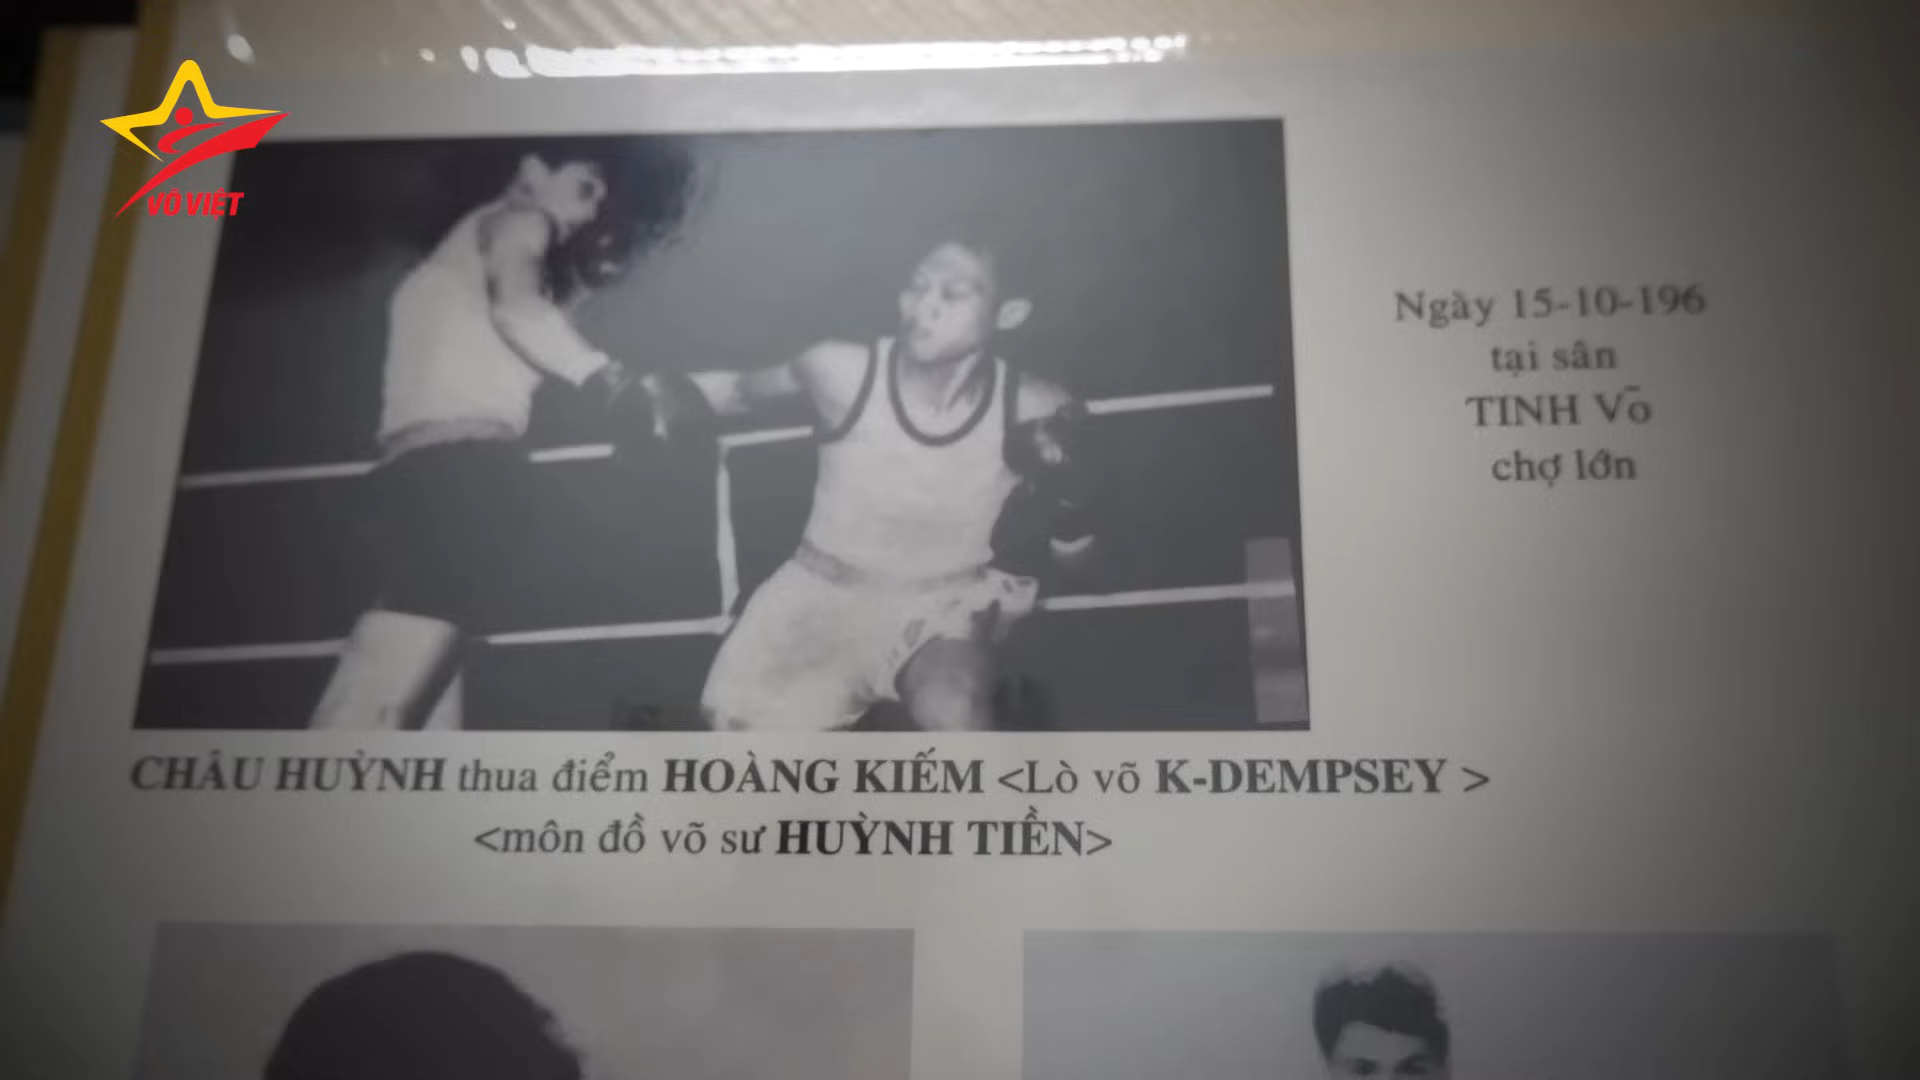 VÕ VIỆT
Ngày 15-10-196
tại sân
TINH Võ
chợ lớn
CHÂU HUỲNH thua điểm HOÀNG KIẾM <Lò võ K-DEMPSEY >
<môn đồ võ sư HUỲNH TIỀN>